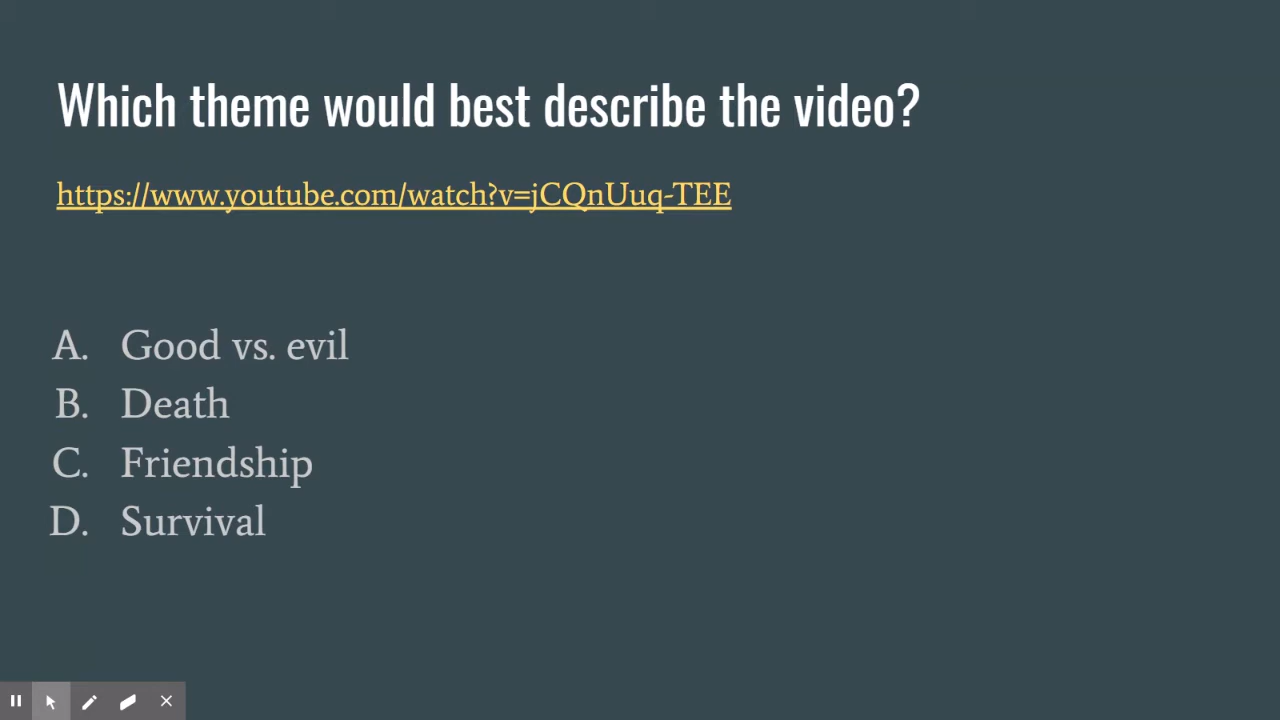 Which theme would best describe the video?
https://www.youtube.com/watch?v=jCQnUuq-TEE
A. Good vs. evil
B. Death
C. Friendship
D. Survival